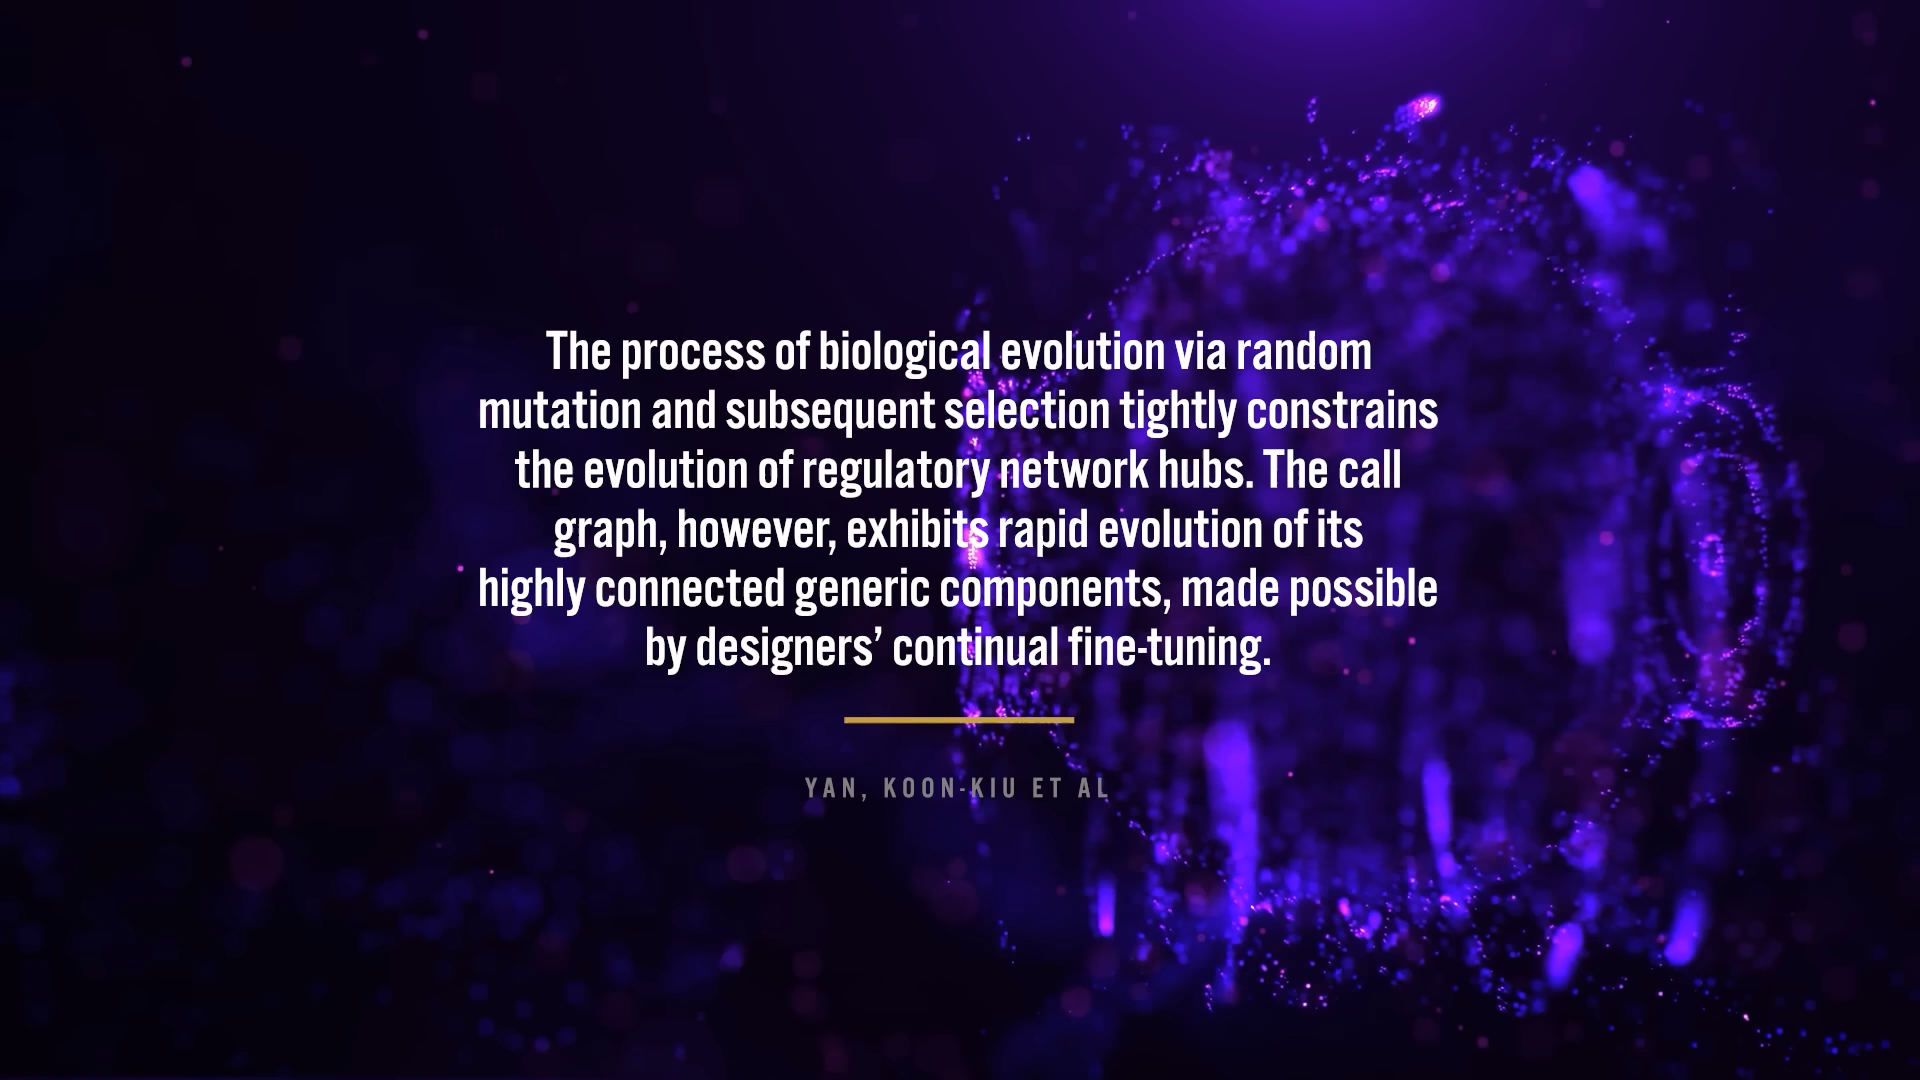 The process of biological evolution via random
mutation and subsequent selection tightly constrains
the evolution of regulatory network hubs. The call
graph, however, exhibits rapid evolution of its
highly connected generic components, made possible
by designers’ continual fine-tuning.
YAN, KOON-KIU ET AL